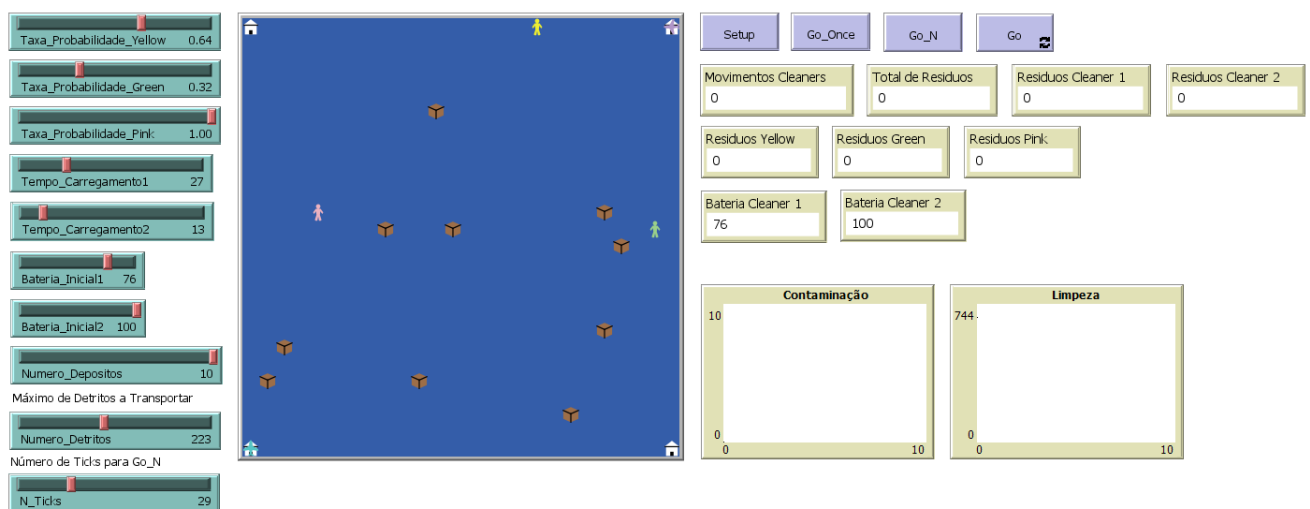 Taxa_Probabilidade_Yellow 0.64
Taxa_Probabilidade_Green 0.32
Taxa_Probabilidade_Pink 1.00
Tempo_Carregamento1 27
Tempo_Carregamento2 13
Bateria_Inicial1 76
Bateria_Inicial2 100
Numero_Depositos 10
Máximo de Detritos a Transportar
Numero_Detritos 223
Número de Ticks para Go_N
N_Ticks 29
Setup Go_Once Go_N Go
Movimentos Cleaners Total de Residuos Residuos Cleaner 1 Residuos Cleaner 2
0 0 0 0
Residuos Yellow Residuos Green Residuos Pink
0 0 0
Bateria Cleaner 1 Bateria Cleaner 2
76 100
Contaminação
10
0
0 10
Limpeza
744
0
0 10